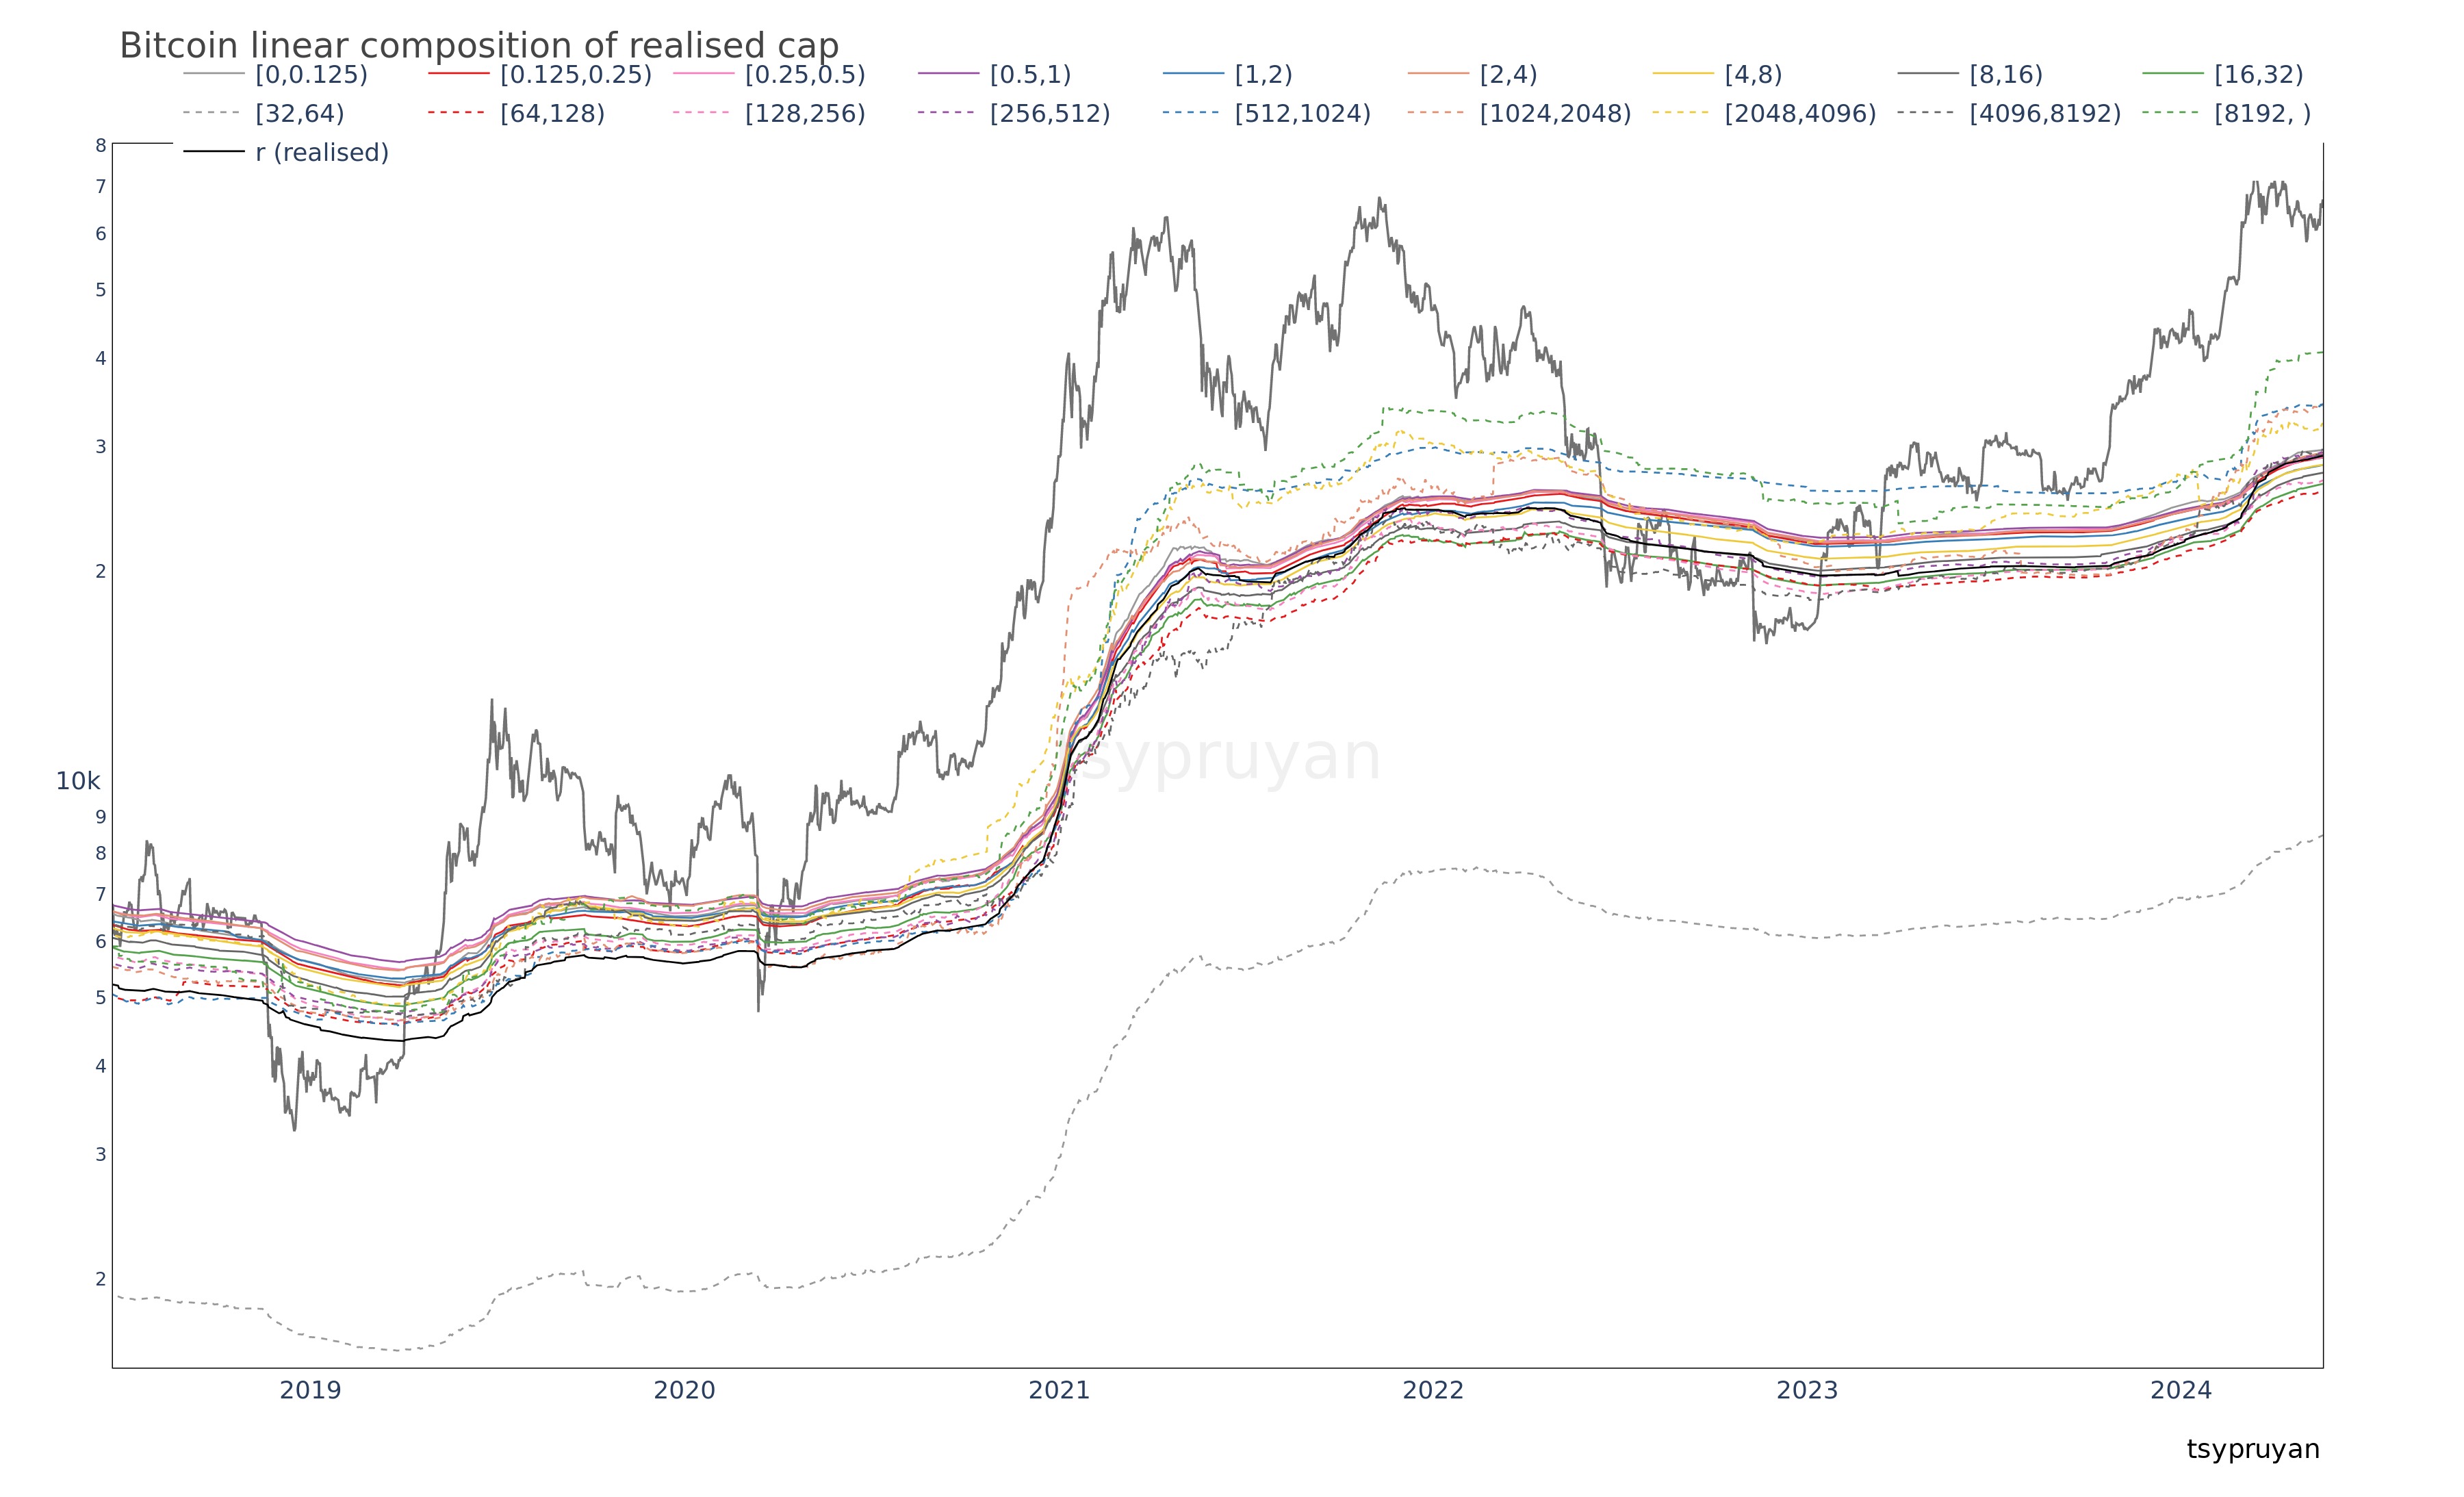 Bitcoin linear composition of realised cap
[0,0.125) [0.125,0.25) [0.25,0.5) [0.5,1) [1,2) [2,4) [4,8) [8,16) [16,32)
[32,64) [64,128) [128,256) [256,512) [512,1024) [1024,2048) [2048,4096) [4096,8192) [8192, )
r (realised)
8
7
6
5
4
3
2
10k
9
8
7
6
5
4
3
2
tsypruyan
2019 2020 2021 2022 2023 2024
tsypruyan